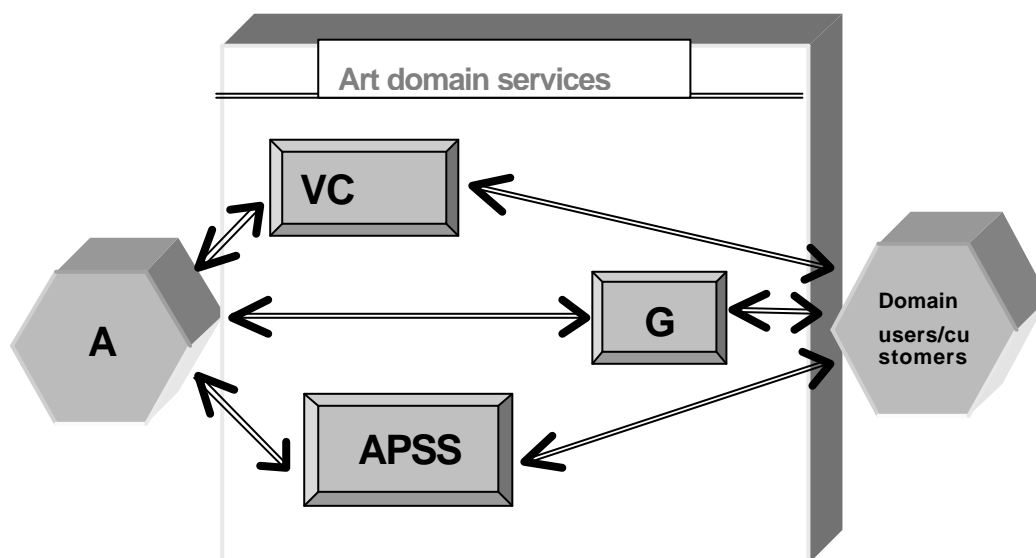 Art domain services
VC
A
G
Domain
users/cu
stomers
APSS